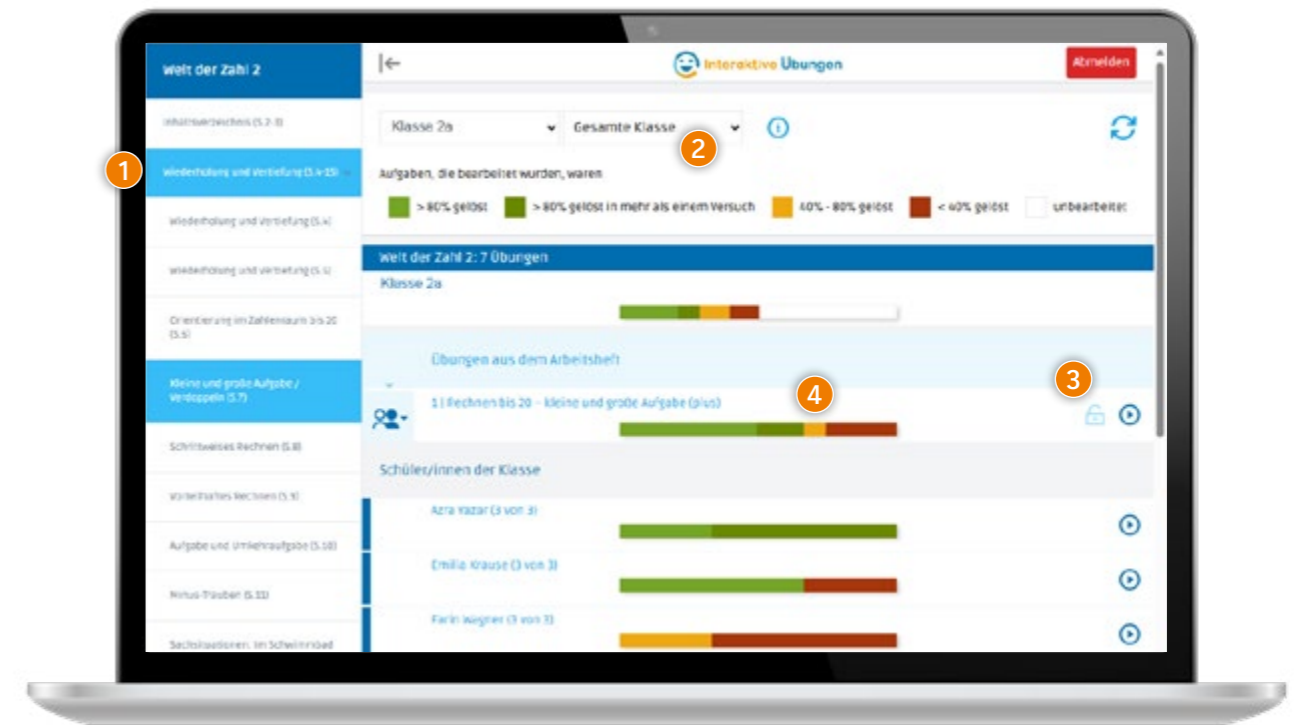 Welt der Zahl 2
Inhaltsverzeichnis (S.2-3)
1
Wiederholung und Vertiefung (S.4-15)
Wiederholung und Vertiefung (S.4)
Wiederholung und Vertiefung (S.5)
Orientierung im Zahlenraum bis 20
(S.6)
Kleine und große Aufgabe /
Verdoppeln (S.7)
Schrittweises Rechnen (S.8)
Vorteilhaftes Rechnen (S.9)
Aufgabe und Umkehraufgabe (S.10)
Minus-Trauben (S.11)
Sachsituationen: Im Schwimmbad
Interaktive Übungen
Abmelden
Klasse 2a
Gesamte Klasse
2
Aufgaben, die bearbeitet wurden, waren
> 80% gelöst
> 80% gelöst in mehr als einem Versuch
40% - 80% gelöst
< 40% gelöst
unbearbeitet
Welt der Zahl 2: 7 Übungen
Klasse 2a
Übungen aus dem Arbeitsheft
3
4
1 | Rechnen bis 20 – kleine und große Aufgabe (plus)
Schüler/innen der Klasse
Azra Yazar (3 von 3)
Emilia Krause (3 von 3)
Farin Wagner (3 von 3)